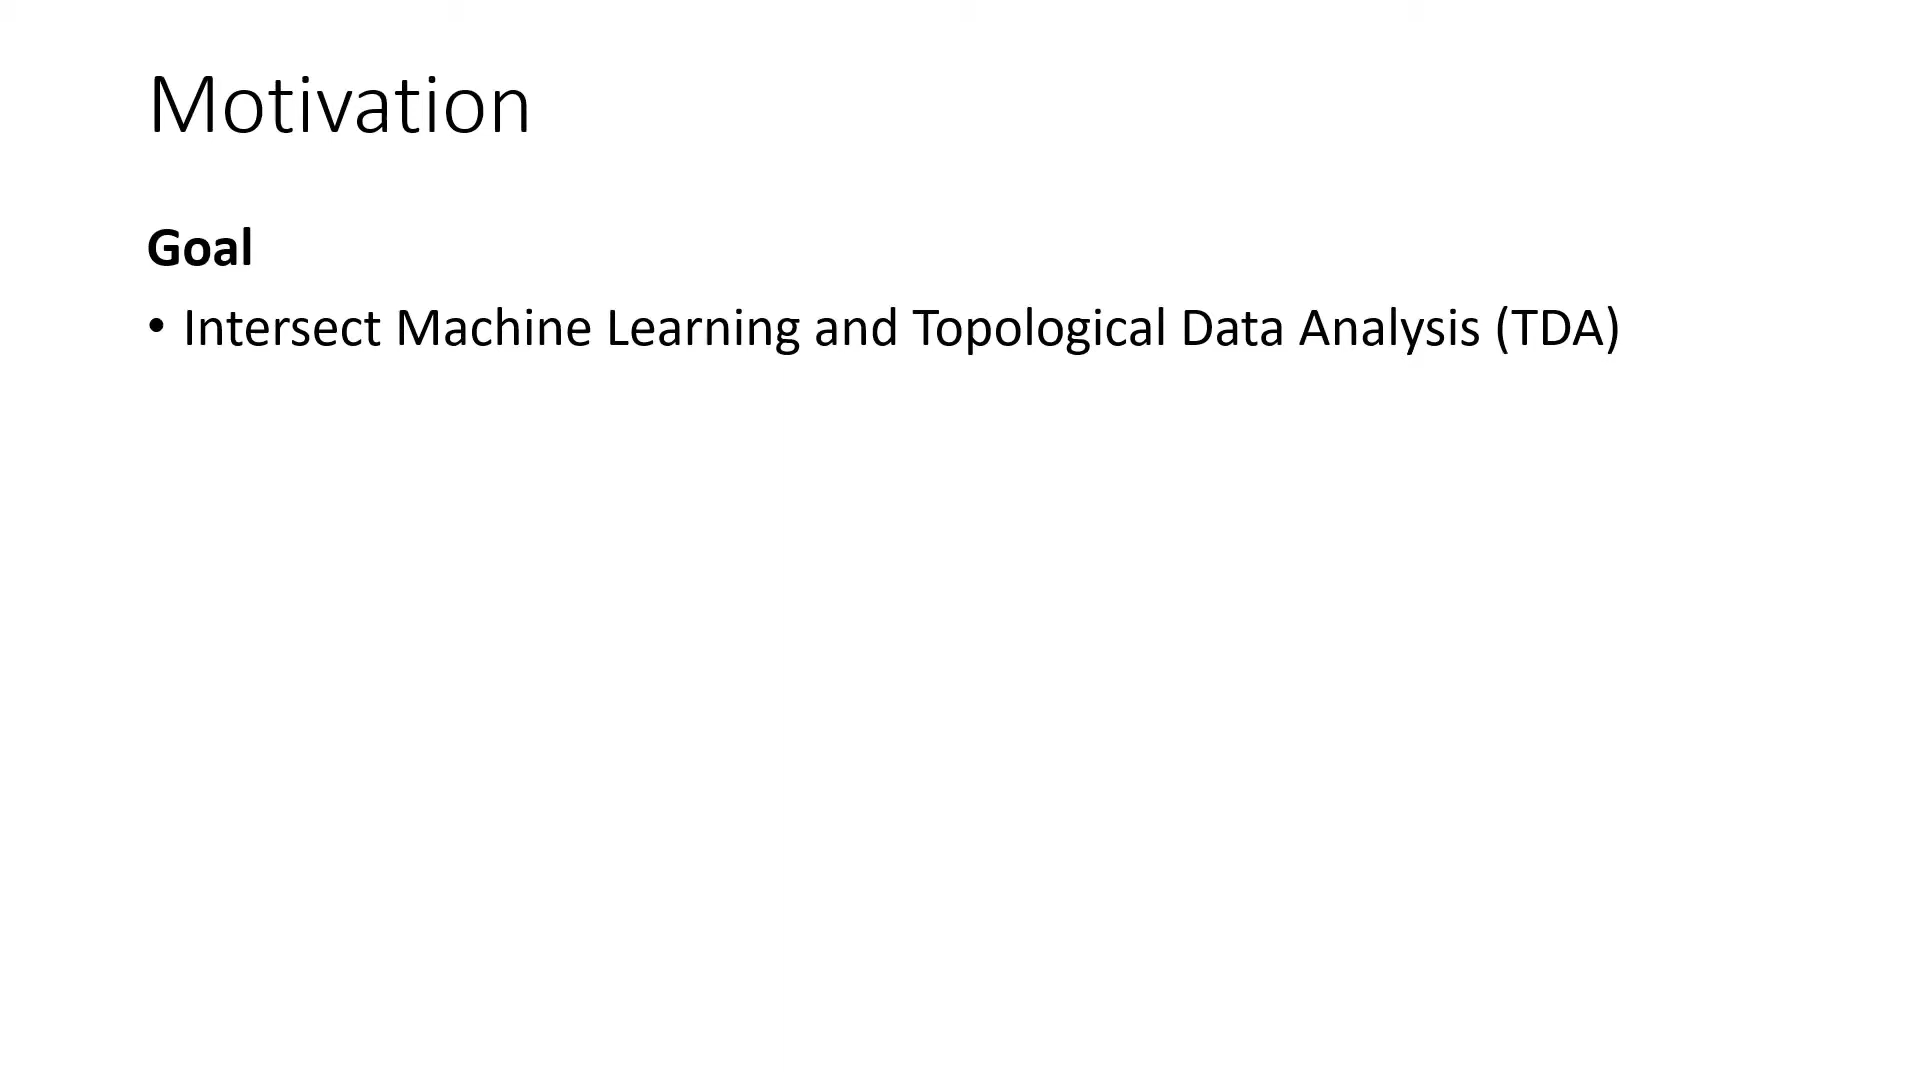 Motivation
Goal
• Intersect Machine Learning and Topological Data Analysis (TDA)